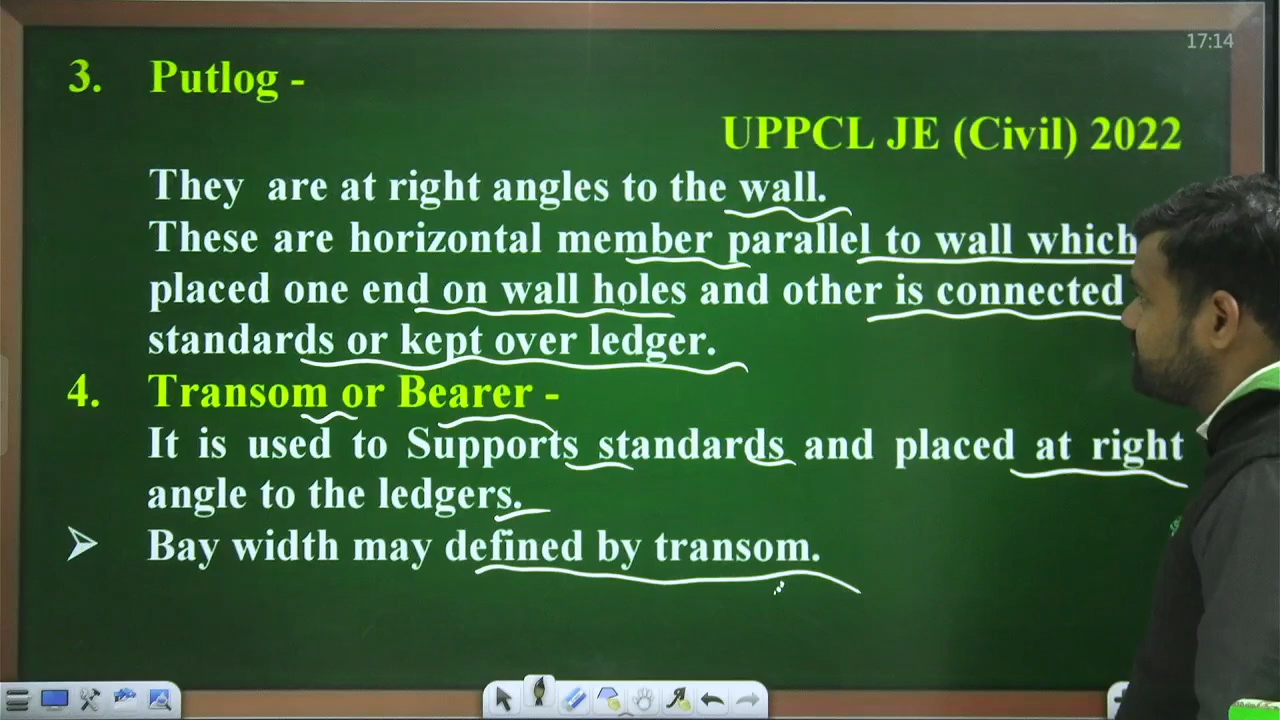 17:14
3. Putlog -
UPPCL JE (Civil) 2022
They are at right angles to the wall.
These are horizontal member parallel to wall which
placed one end on wall holes and other is connected
standards or kept over ledger.
4. Transom or Bearer -
It is used to Supports standards and placed at right
angle to the ledgers.
➢ Bay width may defined by transom.